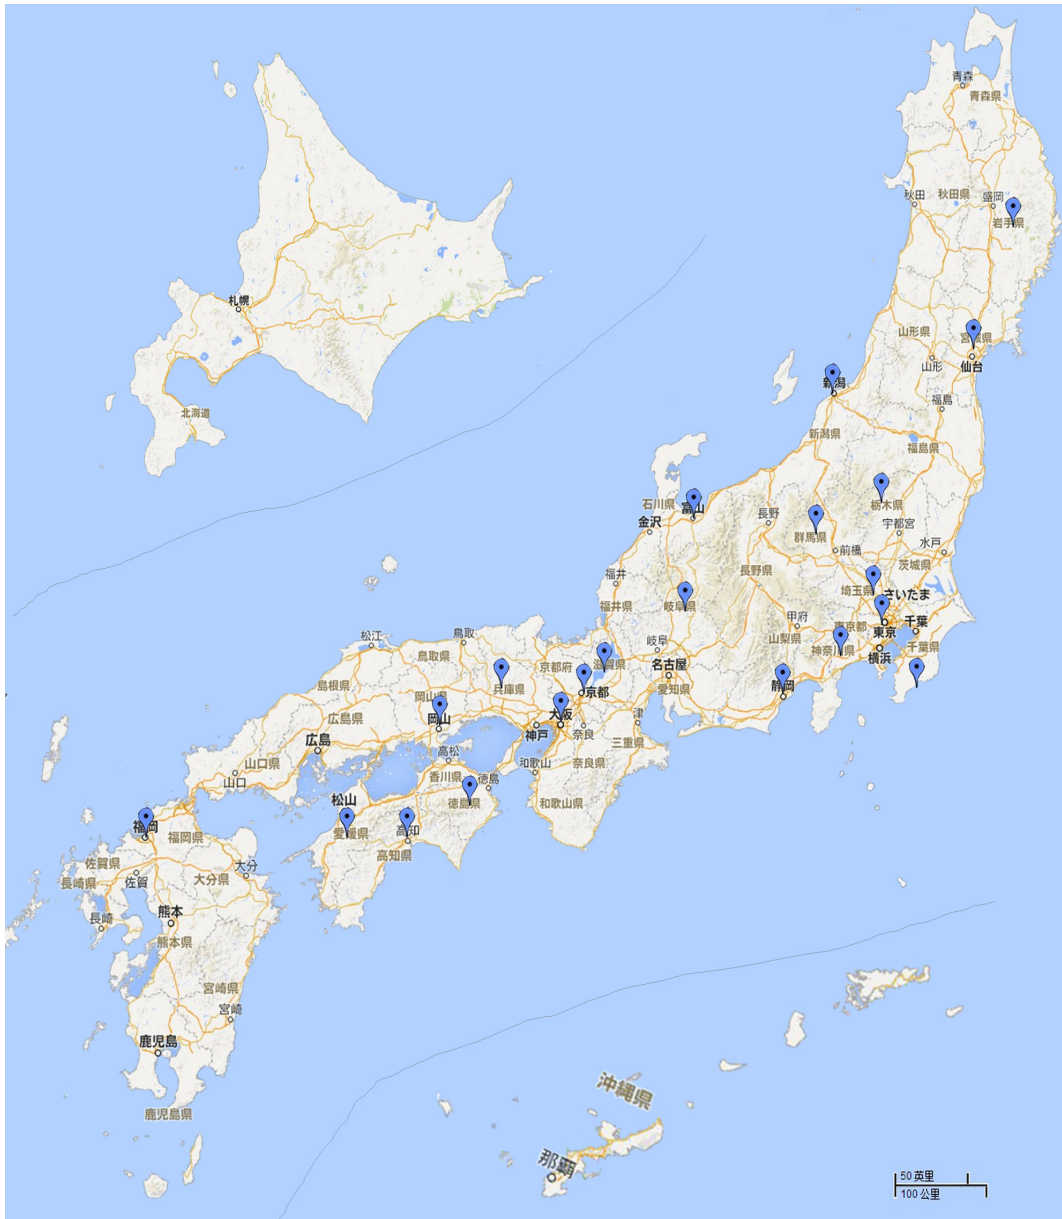 青森
青森県
秋田
秋田県
盛岡
岩手県
札幌
北海道
山形県
宮城県
山形
仙台
新潟
福島
新潟県
福島県
石川県
富山
栃木県
金沢
長野
群馬県
宇都宮
前橋
水戸
茨城県
福井
長野県
埼玉県
さいたま
福井県
岐阜県
甲府
東京都
東京
千葉
松江
鳥取
岐阜
山梨県
神奈川県
千葉県
鳥取県
京都府
滋賀県
名古屋
横浜
島根県
兵庫県
京都
愛知県
静岡
岡山県
広島県
岡山
大阪
津
広島
神戸
奈良
三重県
山口県
高松
和歌山
奈良県
山口
香川県
徳島
松山
徳島県
和歌山県
福岡
福岡県
愛媛県
高知
高知県
佐賀県
大分
長崎県
佐賀
大分県
長崎
熊本
熊本県
宮崎県
宮崎
鹿児島
鹿児島県
沖縄県
那覇
50 英里
100 公里